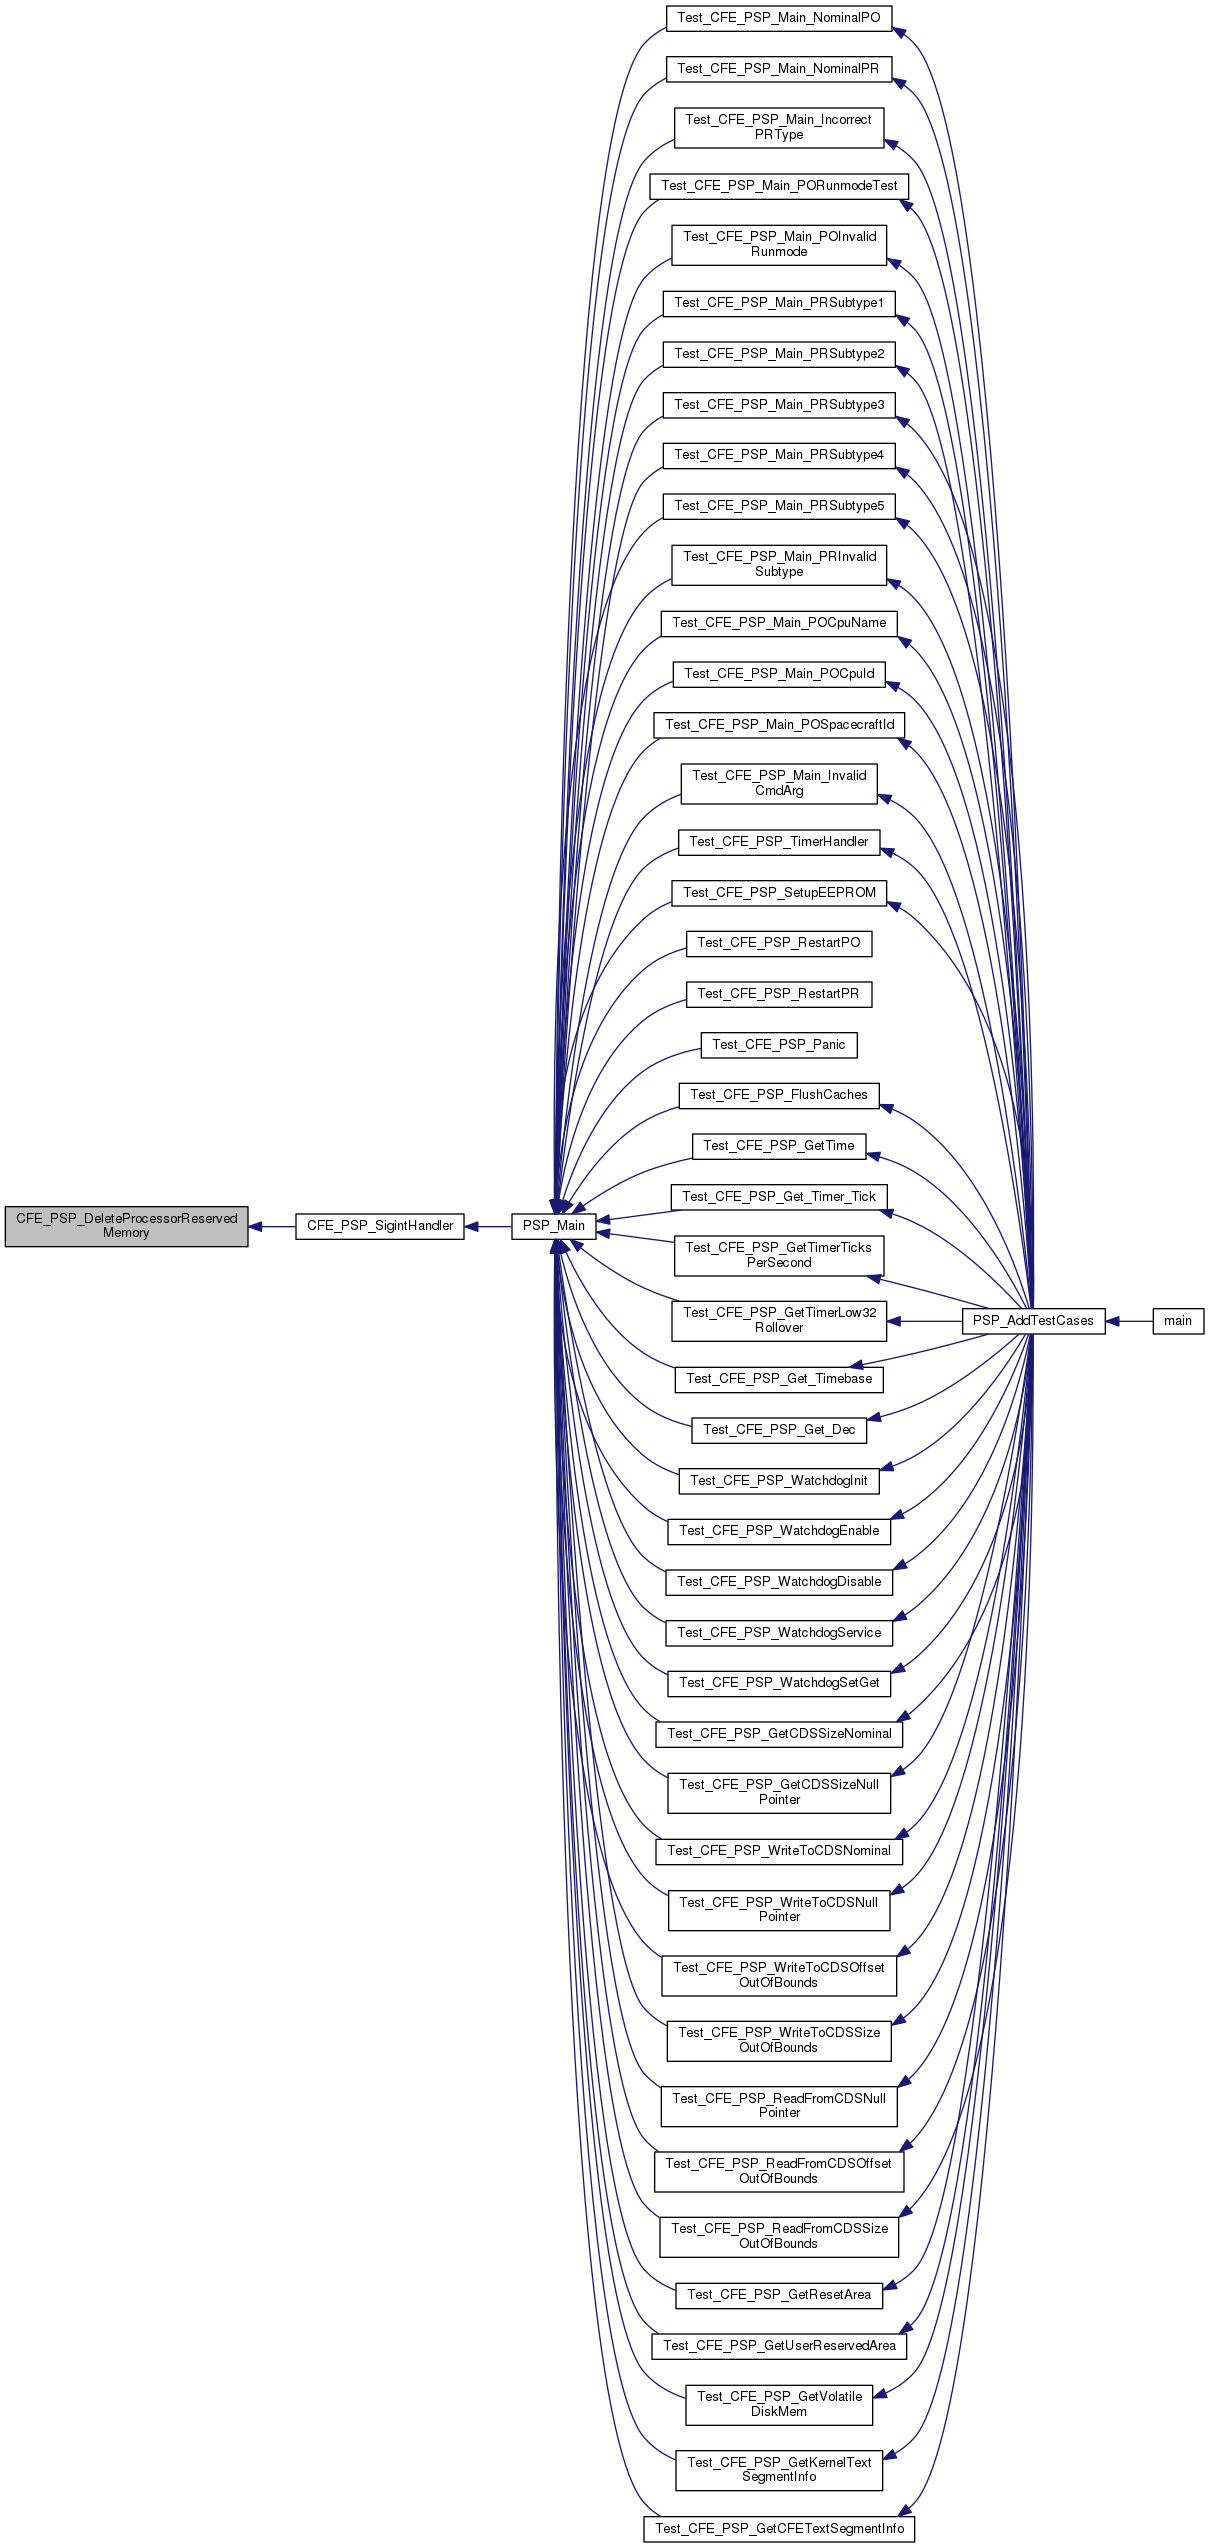 Test_CFE_PSP_Main_NominalPO
Test_CFE_PSP_Main_NominalPR
Test_CFE_PSP_Main_Incorrect
PRType
Test_CFE_PSP_Main_PORunmodeTest
Test_CFE_PSP_Main_POInvalid
Runmode
Test_CFE_PSP_Main_PRSubtype1
Test_CFE_PSP_Main_PRSubtype2
Test_CFE_PSP_Main_PRSubtype3
Test_CFE_PSP_Main_PRSubtype4
Test_CFE_PSP_Main_PRSubtype5
Test_CFE_PSP_Main_PRInvalid
Subtype
Test_CFE_PSP_Main_POCpuName
Test_CFE_PSP_Main_POCpuId
Test_CFE_PSP_Main_POSpacecraftId
Test_CFE_PSP_Main_Invalid
CmdArg
Test_CFE_PSP_TimerHandler
Test_CFE_PSP_SetupEEPROM
Test_CFE_PSP_RestartPO
Test_CFE_PSP_RestartPR
Test_CFE_PSP_Panic
Test_CFE_PSP_FlushCaches
Test_CFE_PSP_GetTime
Test_CFE_PSP_Get_Timer_Tick
CFE_PSP_DeleteProcessorReserved
Memory
CFE_PSP_SigintHandler
PSP_Main
Test_CFE_PSP_GetTimerTicks
PerSecond
Test_CFE_PSP_GetTimerLow32
Rollover
PSP_AddTestCases
main
Test_CFE_PSP_Get_Timebase
Test_CFE_PSP_Get_Dec
Test_CFE_PSP_WatchdogInit
Test_CFE_PSP_WatchdogEnable
Test_CFE_PSP_WatchdogDisable
Test_CFE_PSP_WatchdogService
Test_CFE_PSP_WatchdogSetGet
Test_CFE_PSP_GetCDSSizeNominal
Test_CFE_PSP_GetCDSSizeNull
Pointer
Test_CFE_PSP_WriteToCDSNominal
Test_CFE_PSP_WriteToCDSNull
Pointer
Test_CFE_PSP_WriteToCDSOffset
OutOfBounds
Test_CFE_PSP_WriteToCDSSize
OutOfBounds
Test_CFE_PSP_ReadFromCDSNull
Pointer
Test_CFE_PSP_ReadFromCDSOffset
OutOfBounds
Test_CFE_PSP_ReadFromCDSSize
OutOfBounds
Test_CFE_PSP_GetResetArea
Test_CFE_PSP_GetUserReservedArea
Test_CFE_PSP_GetVolatile
DiskMem
Test_CFE_PSP_GetKernelText
SegmentInfo
Test_CFE_PSP_GetCFETextSegmentInfo